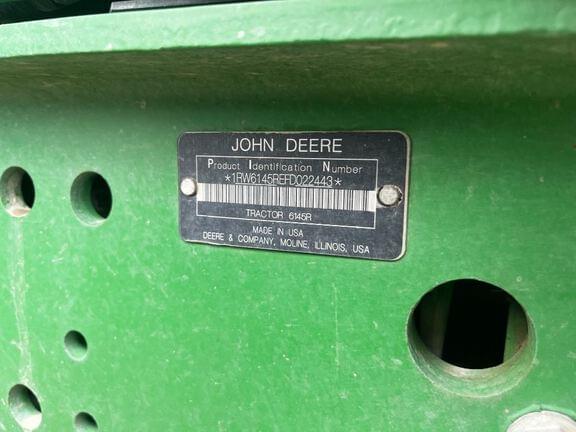 JOHN DEERE
Product Identification Number
*1RW6145REFD022443*
TRACTOR 6145R
MADE IN USA
DEERE & COMPANY, MOLINE, ILLINOIS, USA